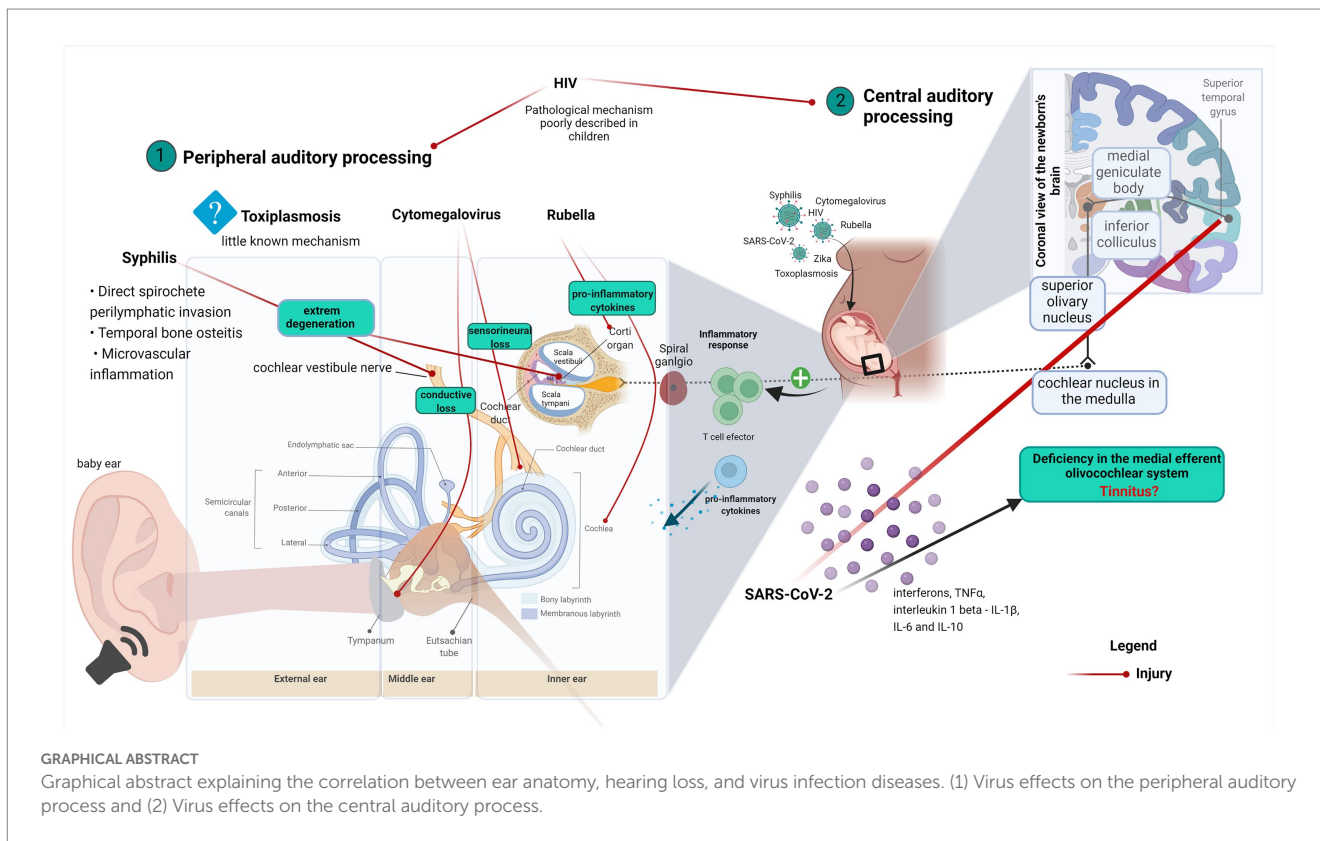 HIV
Pathological mechanism
poorly described in
children
1 Peripheral auditory processing
2 Central auditory
processing
?
Toxiplasmosis
little known mechanism
Cytomegalovirus
Rubella
Syphilis
• Direct spirochete
perilymphatic invasion
• Temporal bone osteitis
• Microvascular
inflammation
extrem
degeneration
cochlear vestibule nerve
conductive
loss
sensorineural
loss
pro-inflammatory
cytokines
Corti
organ
Scala
vestibuli
Scala
tympani
Cochlear
duct
Spiral
ganlgio
Inflammatory
response
T cell efector
pro-inflammatory
cytokines
baby ear
Endolymphatic sac
Anterior
Semicircular
canals
Posterior
Lateral
Cochlear duct
Cochlea
Bony labyrinth
Membranous labyrinth
Tympanum
Eutsachian
tube
External ear
Middle ear
Inner ear
Syphilis
Cytomegalovirus
HIV
Rubella
SARS-CoV-2
Zika
Toxoplasmosis
Coronal view of the newborn's
brain
Superior
temporal
gyrus
medial
geniculate
body
inferior
colliculus
superior
olivary
nucleus
cochlear nucleus in
the medulla
Deficiency in the medial efferent
olivocochlear system
Tinnitus?
SARS-CoV-2
interferons, TNFα,
interleukin 1 beta - IL-1β,
IL-6 and IL-10
Legend
Injury
GRAPHICAL ABSTRACT
Graphical abstract explaining the correlation between ear anatomy, hearing loss, and virus infection diseases. (1) Virus effects on the peripheral auditory
process and (2) Virus effects on the central auditory process.